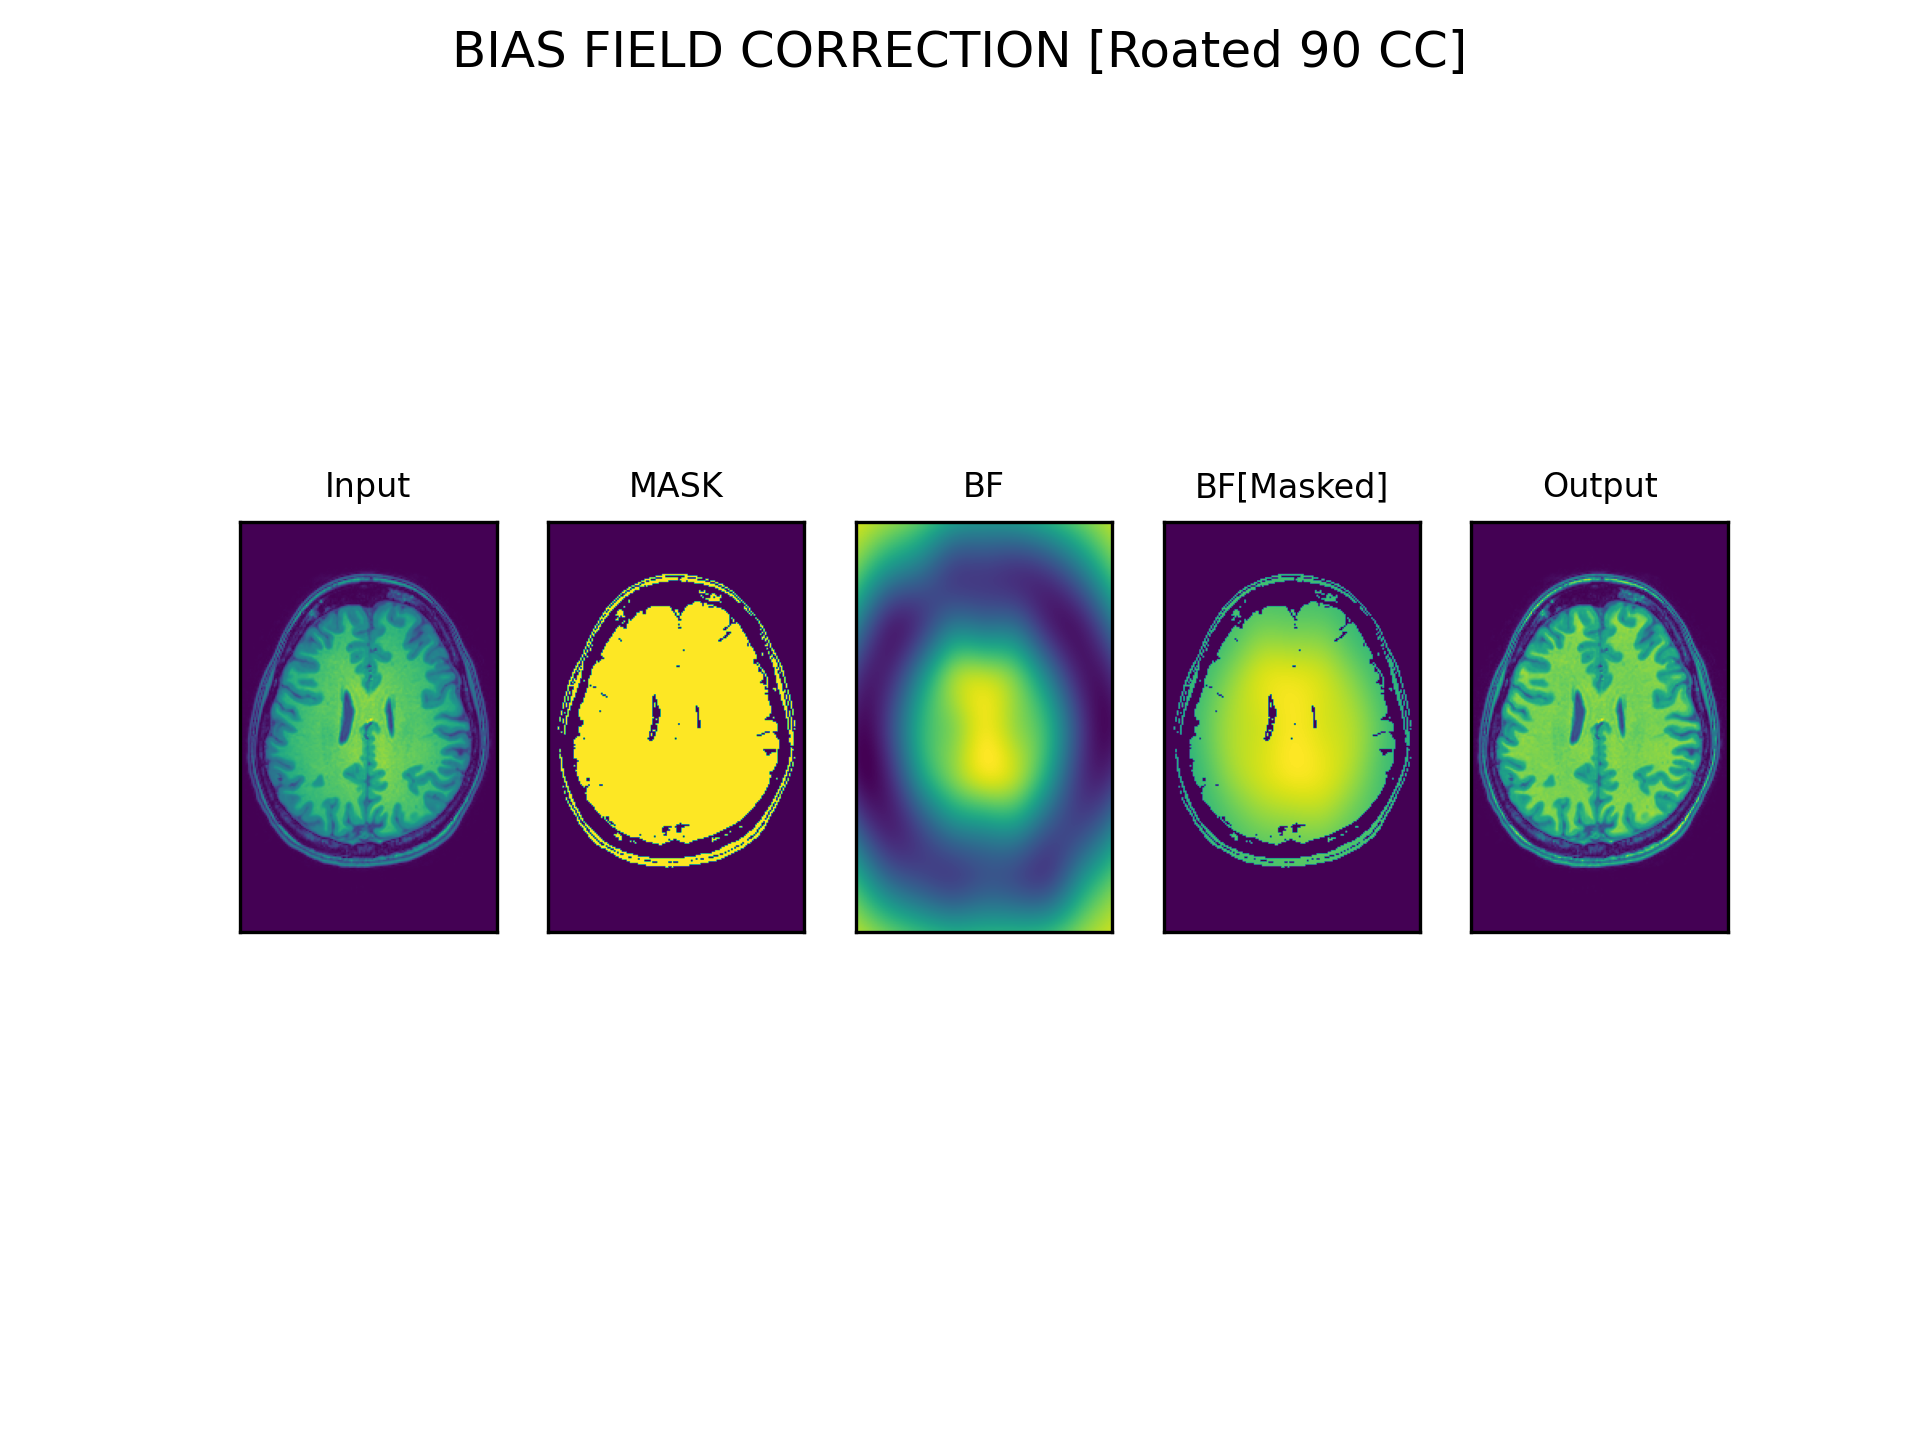 BIAS FIELD CORRECTION [Roated 90 CC]
Input
MASK
BF
BF[Masked]
Output